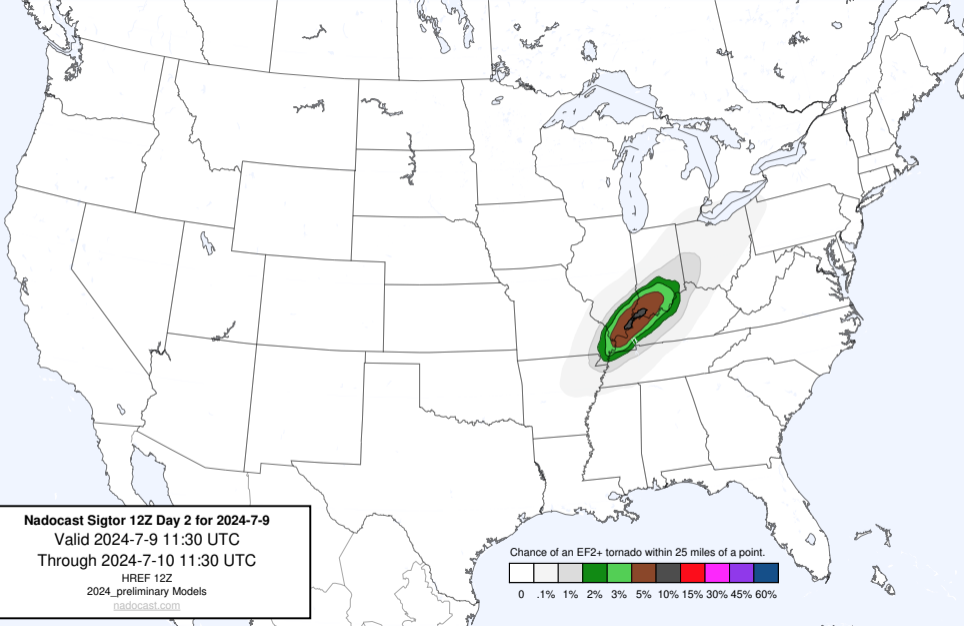 Nadocast Sigtor 12Z Day 2 for 2024-7-9
Valid 2024-7-9 11:30 UTC
Through 2024-7-10 11:30 UTC
HREF 12Z
2024_preliminary Models
nadocast.com
Chance of an EF2+ tornado within 25 miles of a point.
0 .1% 1% 2% 3% 5% 10% 15% 30% 45% 60%